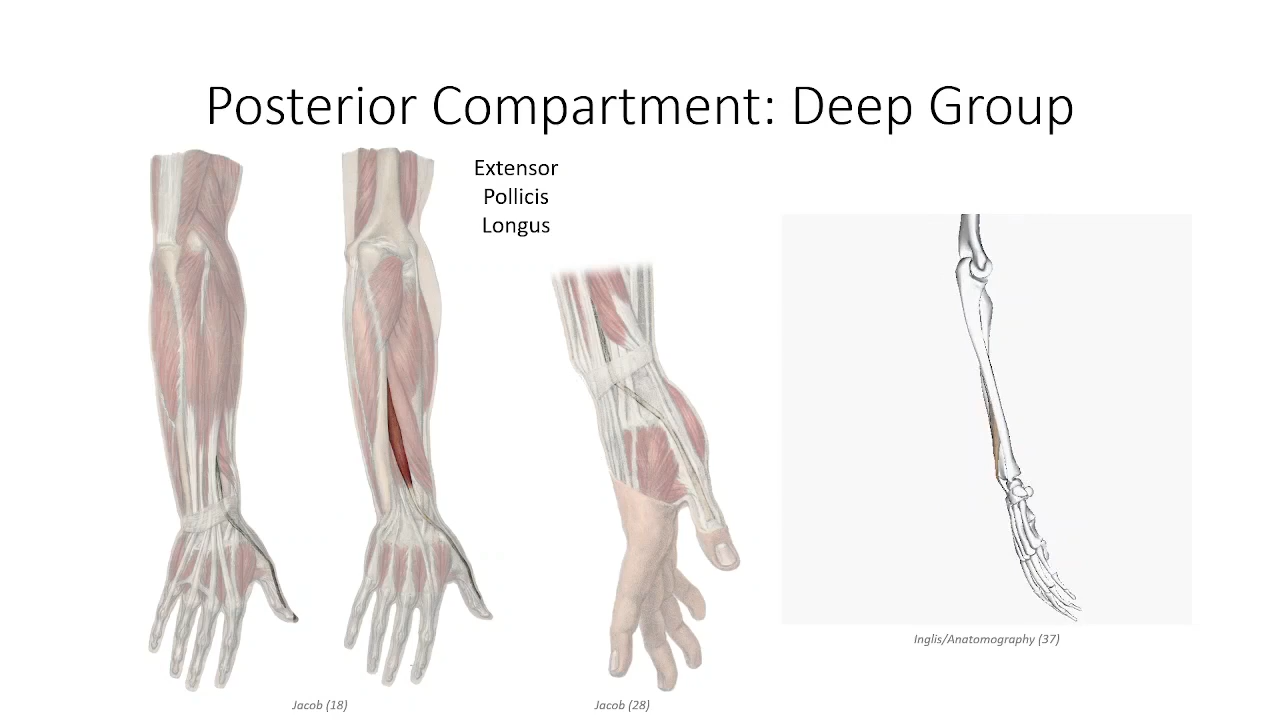 Posterior Compartment: Deep Group
Extensor
Pollicis
Longus
Inglis/Anatomography (37)
Jacob (18)
Jacob (28)